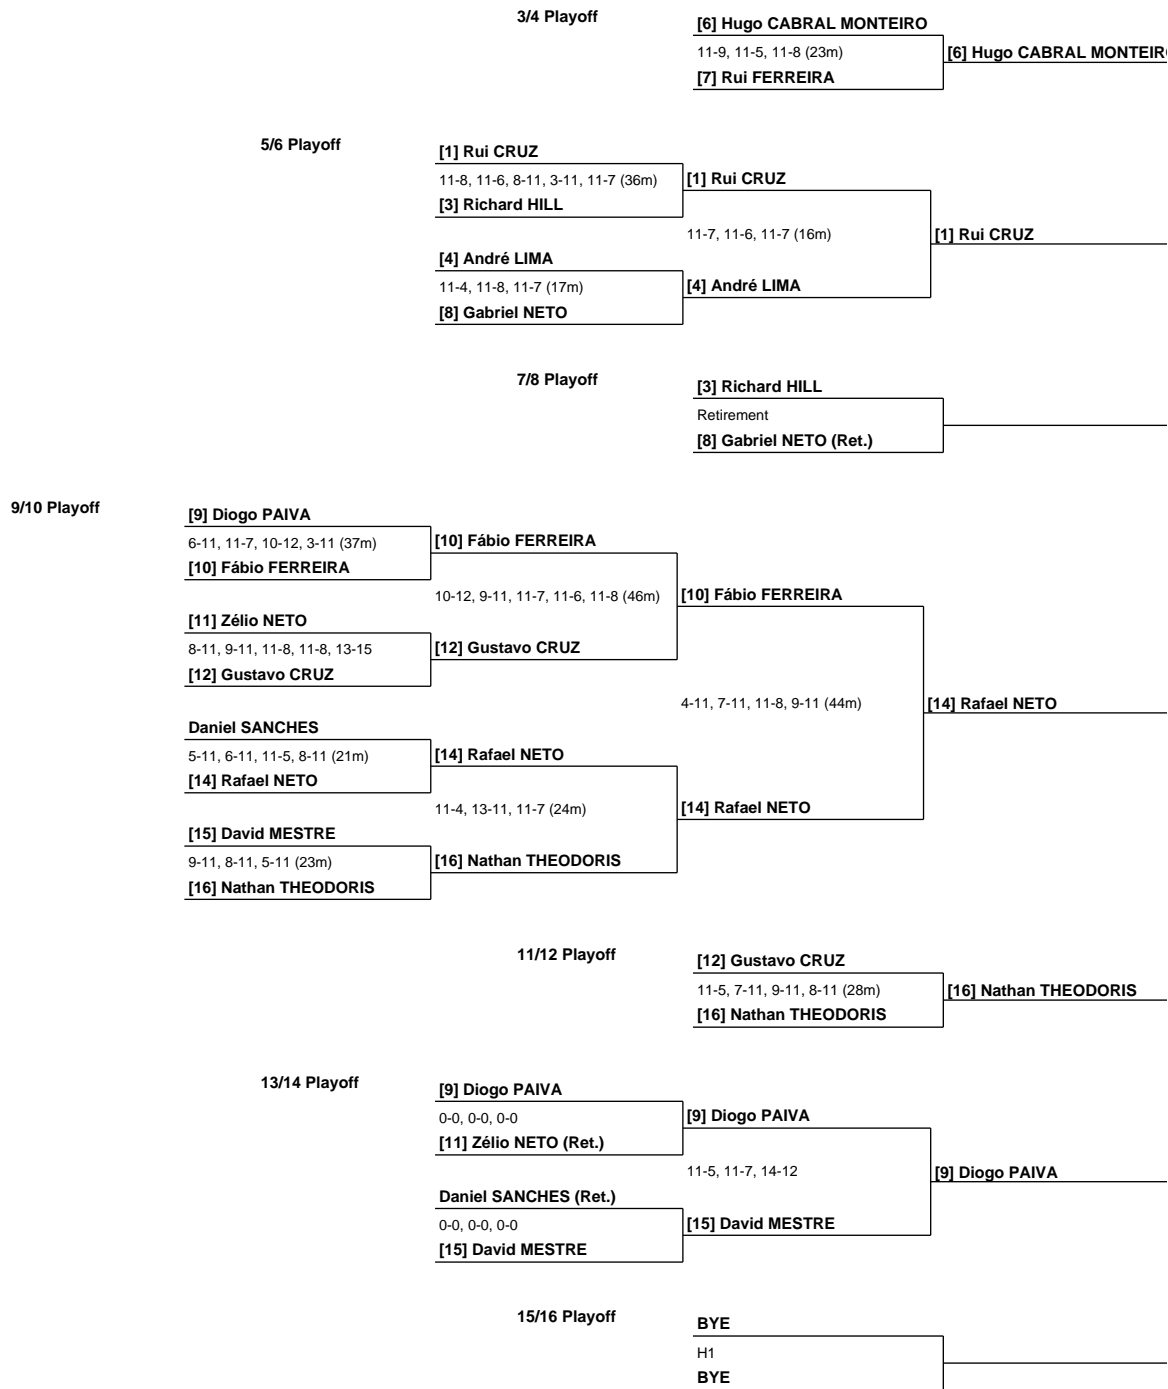 3/4 Playoff
[6] Hugo CABRAL MONTEIRO
11-9, 11-5, 11-8 (23m)
[6] Hugo CABRAL MONTEIRO
[7] Rui FERREIRA
5/6 Playoff
[1] Rui CRUZ
11-8, 11-6, 8-11, 3-11, 11-7 (36m)
[1] Rui CRUZ
[3] Richard HILL
11-7, 11-6, 11-7 (16m)
[1] Rui CRUZ
[4] André LIMA
11-4, 11-8, 11-7 (17m)
[4] André LIMA
[8] Gabriel NETO
7/8 Playoff
[3] Richard HILL
Retirement
[8] Gabriel NETO (Ret.)
9/10 Playoff
[9] Diogo PAIVA
6-11, 11-7, 10-12, 3-11 (37m)
[10] Fábio FERREIRA
[10] Fábio FERREIRA
10-12, 9-11, 11-7, 11-6, 11-8 (46m)
[10] Fábio FERREIRA
[11] Zélio NETO
8-11, 9-11, 11-8, 11-8, 13-15
[12] Gustavo CRUZ
[12] Gustavo CRUZ
4-11, 7-11, 11-8, 9-11 (44m)
[14] Rafael NETO
Daniel SANCHES
5-11, 6-11, 11-5, 8-11 (21m)
[14] Rafael NETO
[14] Rafael NETO
11-4, 13-11, 11-7 (24m)
[14] Rafael NETO
[15] David MESTRE
9-11, 8-11, 5-11 (23m)
[16] Nathan THEODORIS
[16] Nathan THEODORIS
11/12 Playoff
[12] Gustavo CRUZ
11-5, 7-11, 9-11, 8-11 (28m)
[16] Nathan THEODORIS
[16] Nathan THEODORIS
13/14 Playoff
[9] Diogo PAIVA
0-0, 0-0, 0-0
[9] Diogo PAIVA
[11] Zélio NETO (Ret.)
11-5, 11-7, 14-12
[9] Diogo PAIVA
Daniel SANCHES (Ret.)
0-0, 0-0, 0-0
[15] David MESTRE
[15] David MESTRE
15/16 Playoff
BYE
H1
BYE